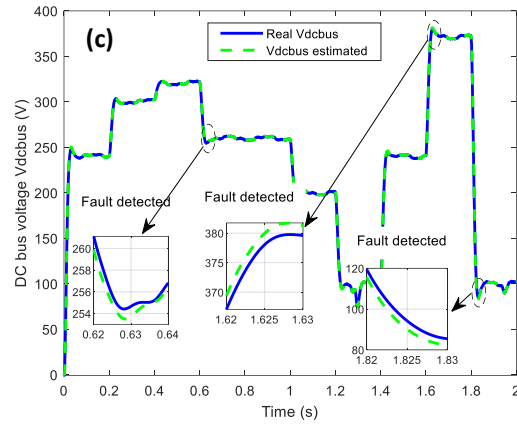 400
(c)
Real Vdcbus
Vdcbus estimated
350
300
250
200
150
100
50
0
DC bus voltage Vdcbus (V)
Fault detected
Fault detected
Fault detected
261
258
256
254
0.62 0.63 0.64
380
370
1.62 1.625 1.63
120
100
80
1.82 1.825 1.83
0 0.2 0.4 0.6 0.8 1 1.2 1.4 1.6 1.8 2
Time (s)